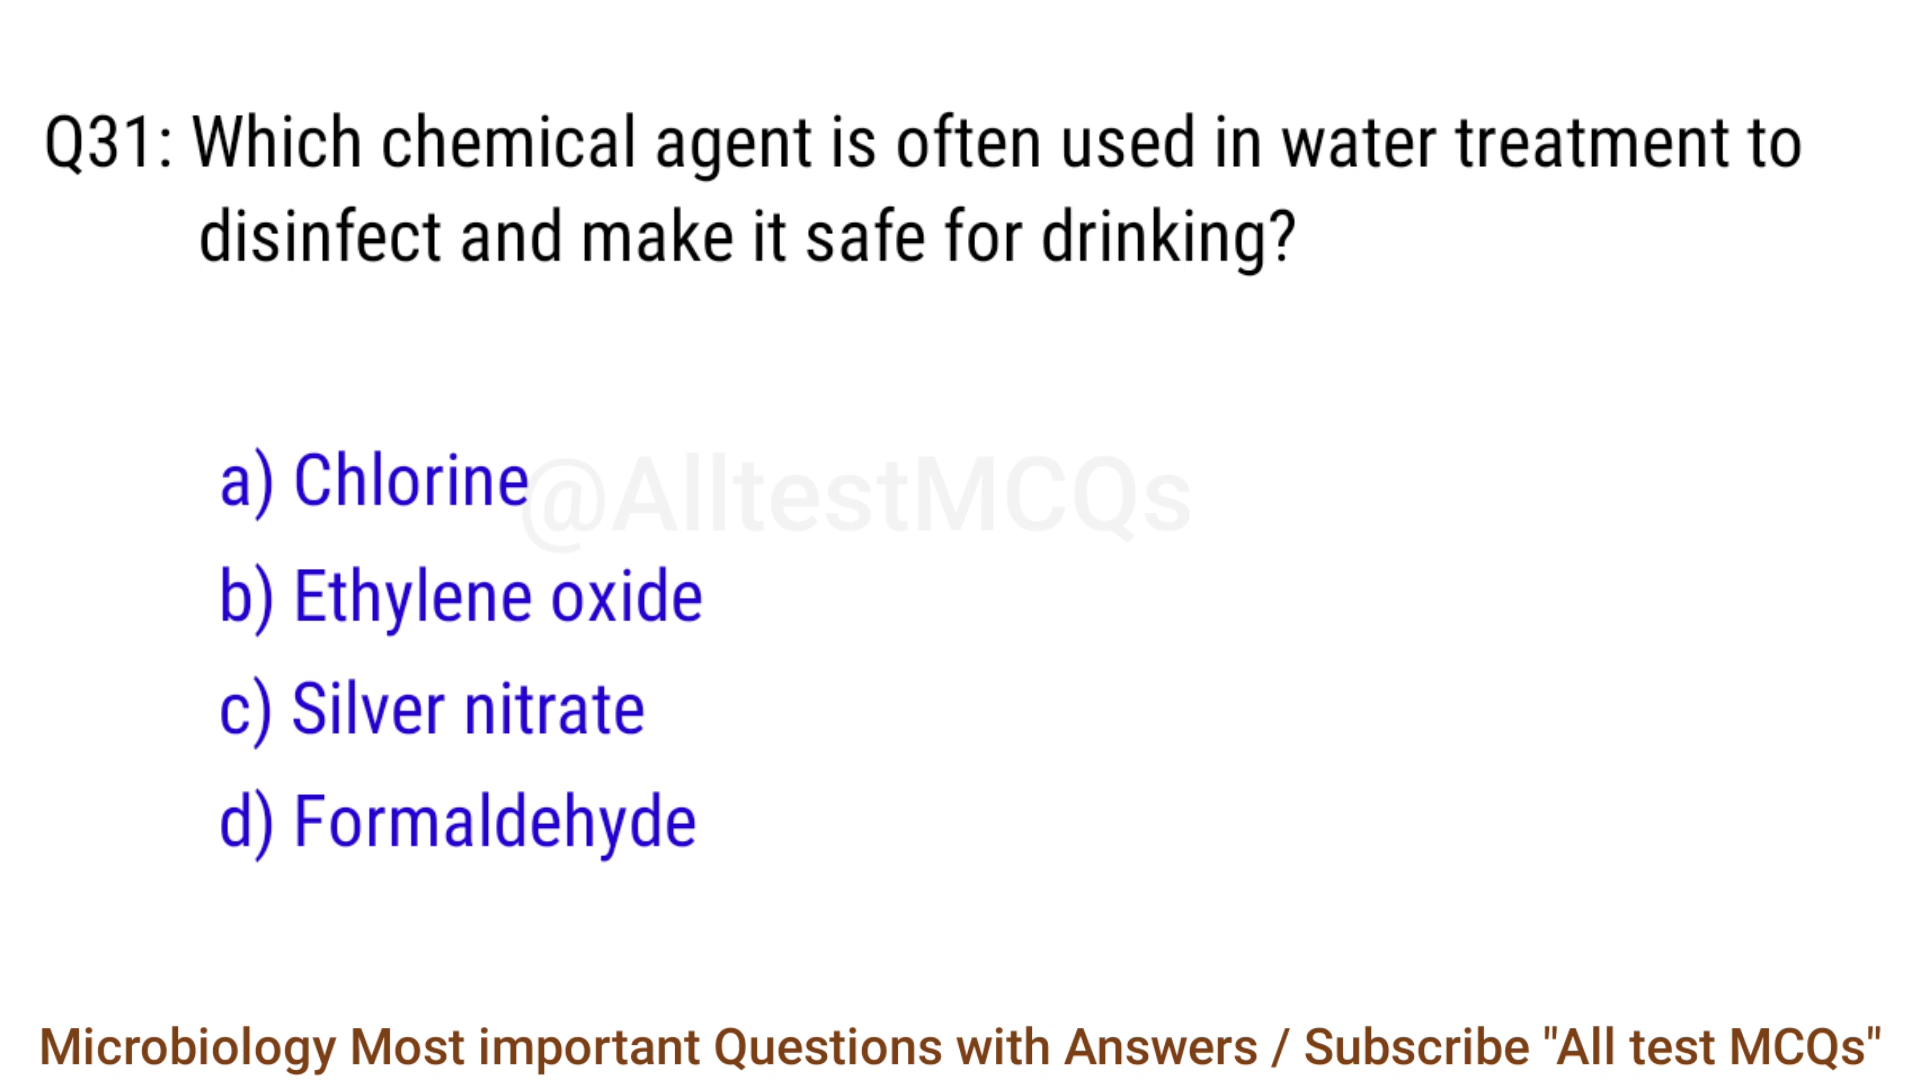 Q31: Which chemical agent is often used in water treatment to
disinfect and make it safe for drinking?
a) Chlorine
@AlltestMCQs
b) Ethylene oxide
c) Silver nitrate
d) Formaldehyde
Microbiology Most important Questions with Answers / Subscribe "All test MCQs"